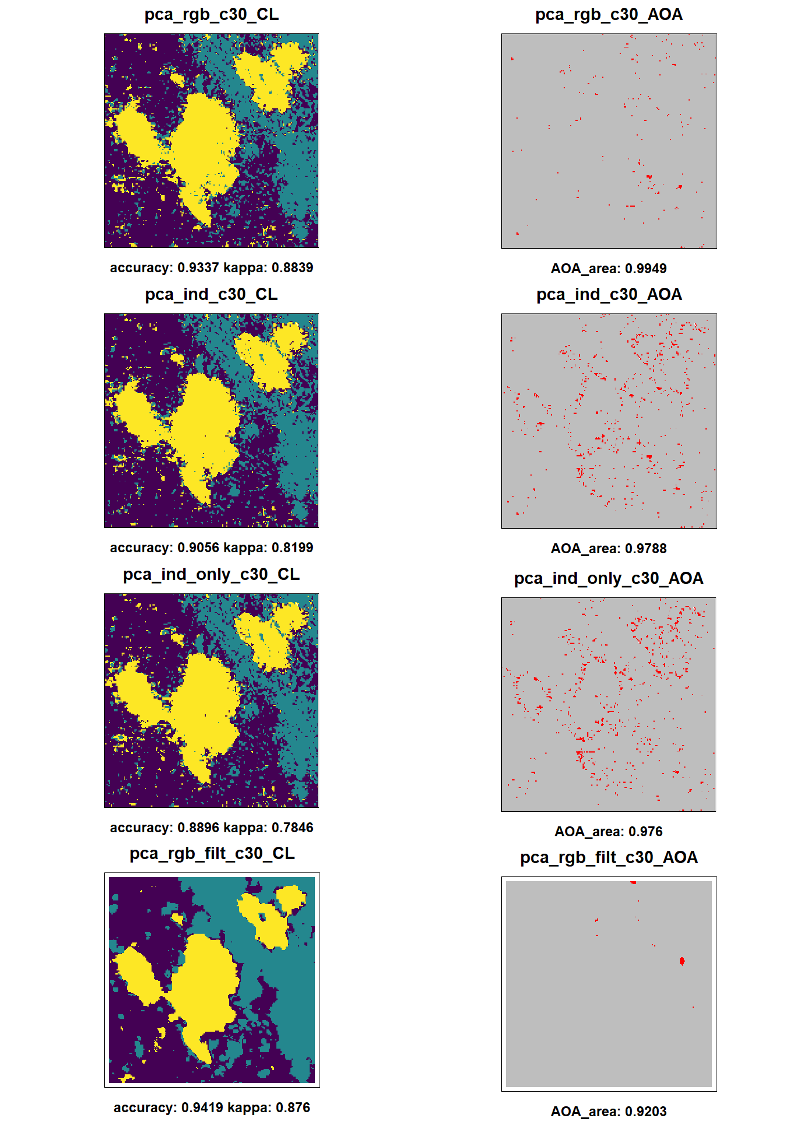 pca_rgb_c30_CL
pca_rgb_c30_AOA
accuracy: 0.9337 kappa: 0.8839
AOA_area: 0.9949
pca_ind_c30_CL
pca_ind_c30_AOA
accuracy: 0.9056 kappa: 0.8199
AOA_area: 0.9788
pca_ind_only_c30_CL
pca_ind_only_c30_AOA
accuracy: 0.8896 kappa: 0.7846
AOA_area: 0.976
pca_rgb_filt_c30_CL
pca_rgb_filt_c30_AOA
accuracy: 0.9419 kappa: 0.876
AOA_area: 0.9203